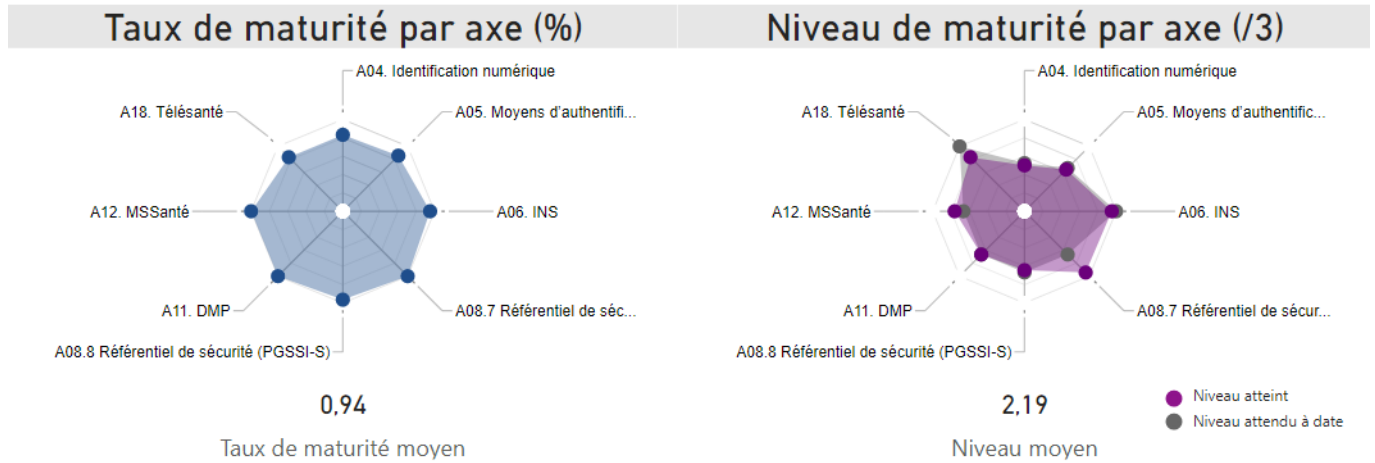 Taux de maturité par axe (%)
A04. Identification numérique
A18. Télésanté
A05. Moyens d'authentifi...
A12. MSSanté
A06. INS
A11. DMP
A08.7 Référentiel de séc...
A08.8 Référentiel de sécurité (PGSSI-S)
0,94
Taux de maturité moyen
Niveau de maturité par axe (/3)
A04. Identification numérique
A18. Télésanté
A05. Moyens d'authentific...
A12. MSSanté
A06. INS
A11. DMP
A08.7 Référentiel de sécur...
A08.8 Référentiel de sécurité (PGSSI-S)
2,19
Niveau moyen
Niveau atteint
Niveau attendu à date